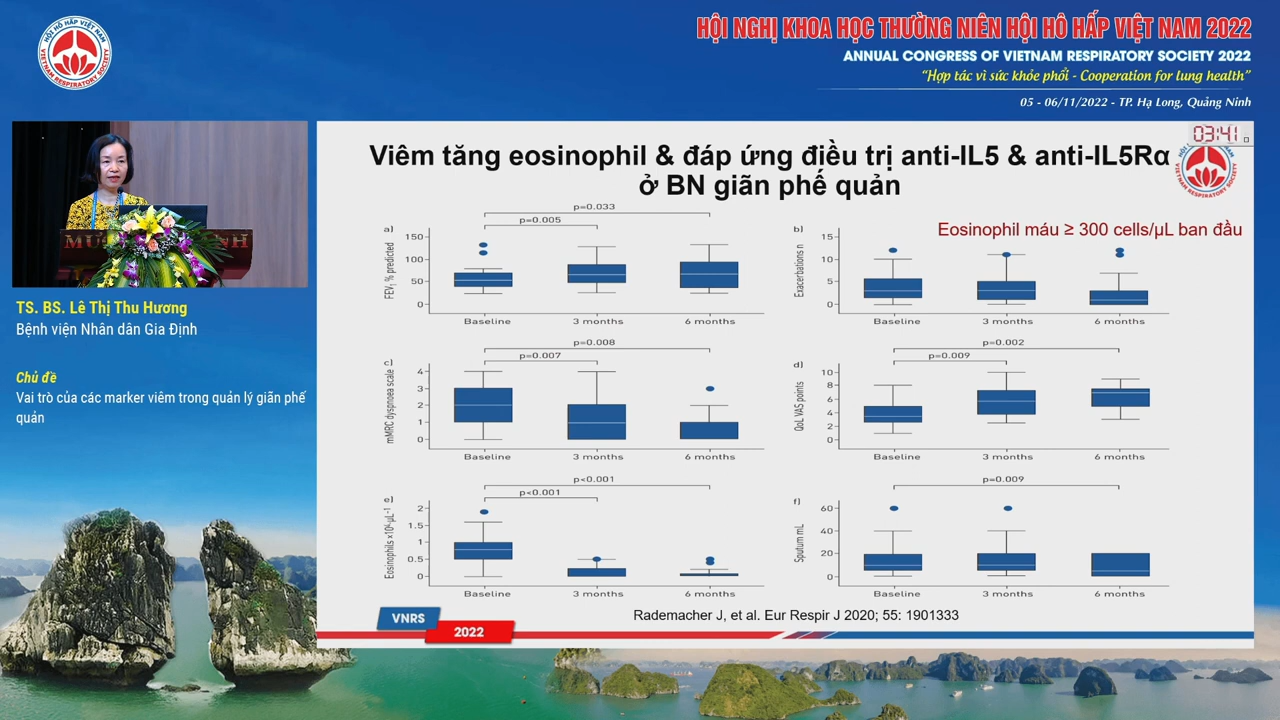 HỘI NGHỊ KHOA HỌC THƯỜNG NIÊN HỘI HÔ HẤP VIỆT NAM 2022
ANNUAL CONGRESS OF VIETNAM RESPIRATORY SOCIETY 2022
“Hợp tác vì sức khỏe phổi - Cooperation for lung health”
05 - 06/11/2022 - TP. Hạ Long, Quảng Ninh
HỘI HÔ HẤP VIỆT NAM
VIETNAM RESPIRATORY SOCIETY
TS. BS. Lê Thị Thu Hương
Bệnh viện Nhân dân Gia Định
Chủ đề
Vai trò của các marker viêm trong quản lý giãn phế
quản
03:41
Viêm tăng eosinophil & đáp ứng điều trị anti-IL5 & anti-IL5Rα
ở BN giãn phế quản
Eosinophil máu ≥ 300 cells/µL ban đầu
a)
p=0.033
p=0.005
FEV1 % predicted
150
100
50
0
Baseline 3 months 6 months
b)
Exacerbations n
15
10
5
0
Baseline 3 months 6 months
c)
p=0.008
p=0.007
mMRC dyspnoea scale
4
3
2
1
0
Baseline 3 months 6 months
d)
p=0.002
p=0.009
QoL VAS points
10
8
6
4
2
0
Baseline 3 months 6 months
e)
p<0.001
p<0.001
Eosinophils
2
1.5
1
0.5
0
Baseline 3 months 6 months
f)
p=0.009
Sputum mL
60
40
20
0
Baseline 3 months 6 months
Rademacher J, et al. Eur Respir J 2020; 55: 1901333
VNRS
2022